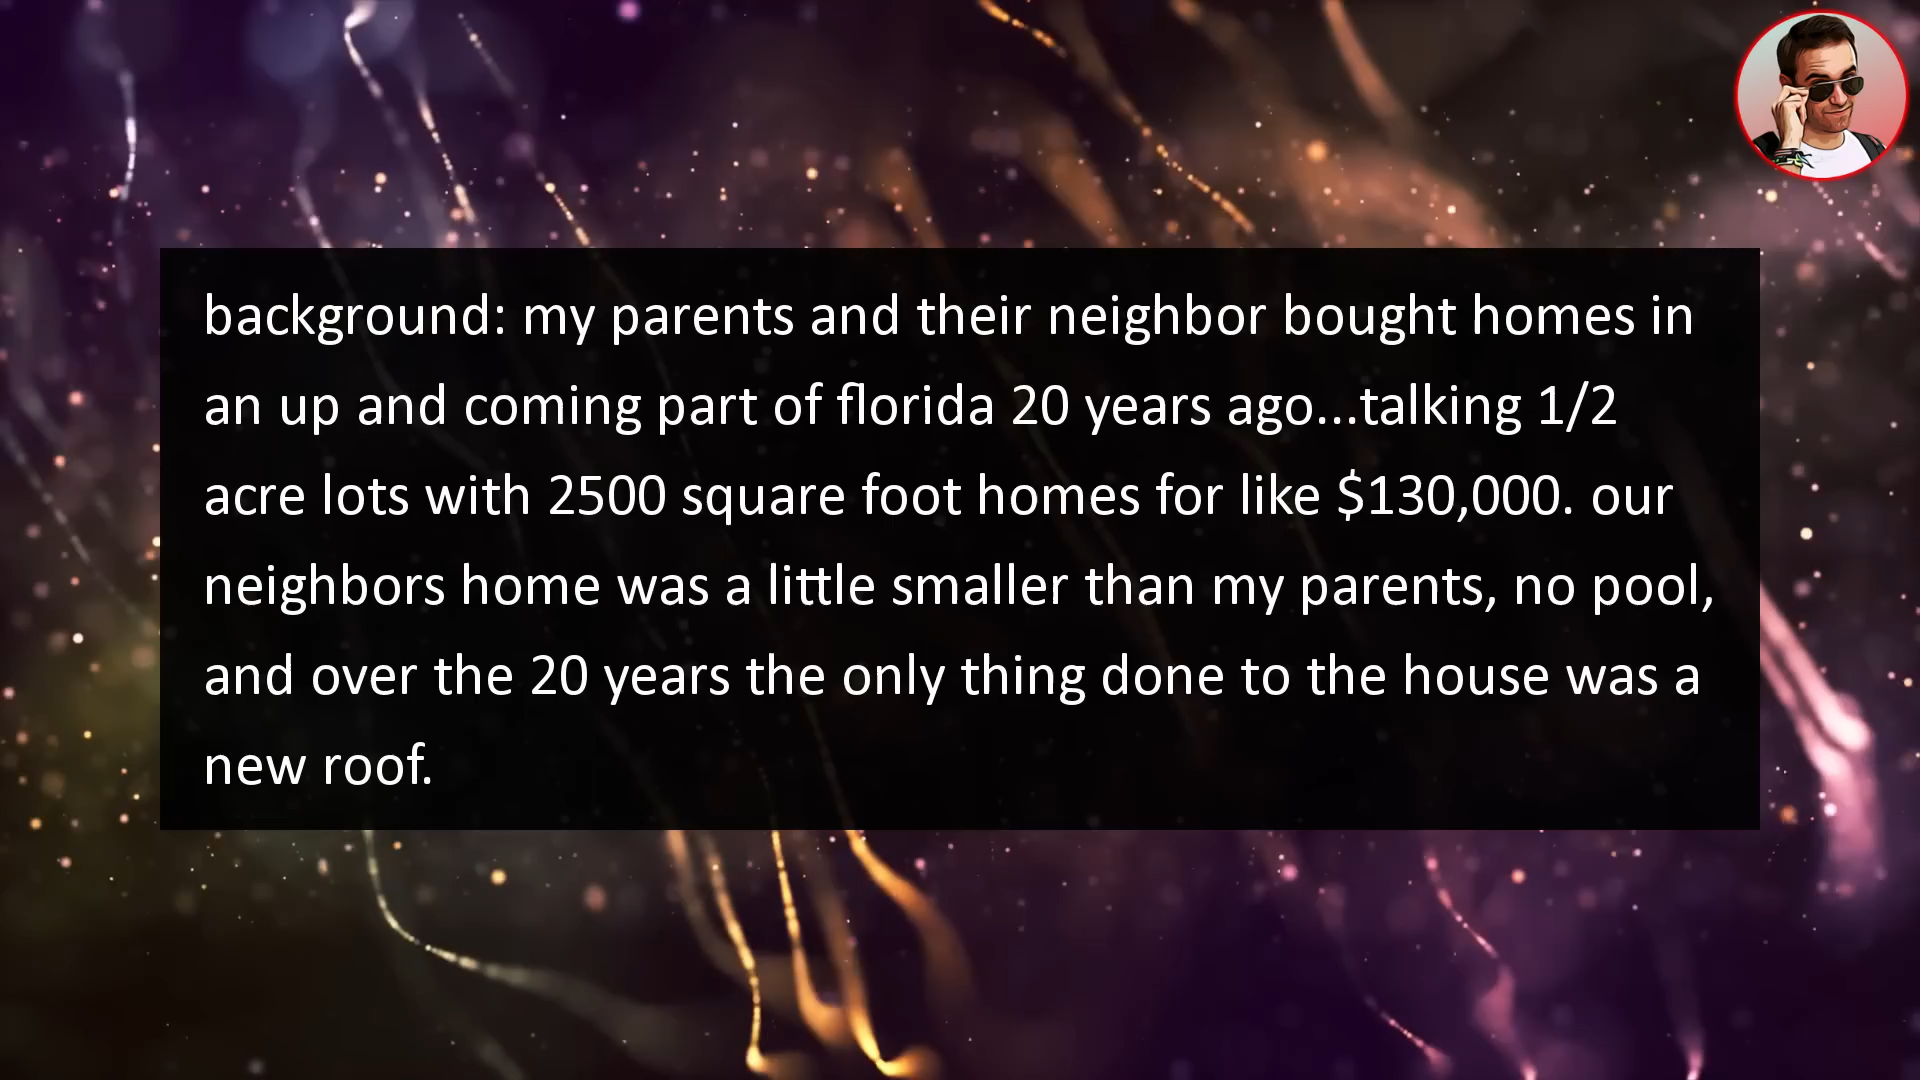 background: my parents and their neighbor bought homes in
an up and coming part of florida 20 years ago...talking 1/2
acre lots with 2500 square foot homes for like $130,000. our
neighbors home was a little smaller than my parents, no pool,
and over the 20 years the only thing done to the house was a
new roof.